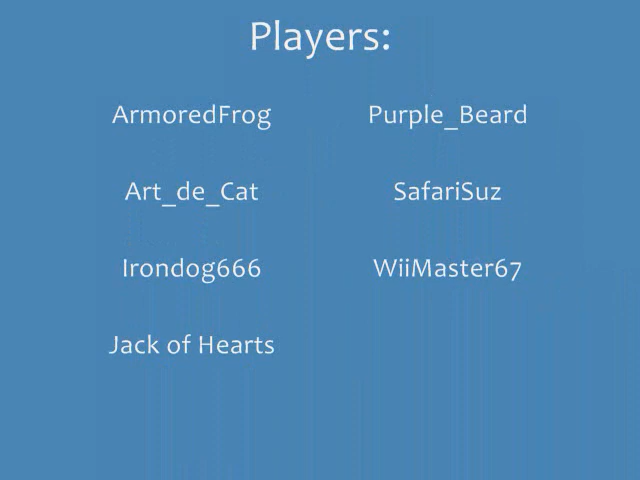 Players:
ArmoredFrog
Purple_Beard
Art_de_Cat
SafariSuz
Irondog666
WiiMaster67
Jack of Hearts